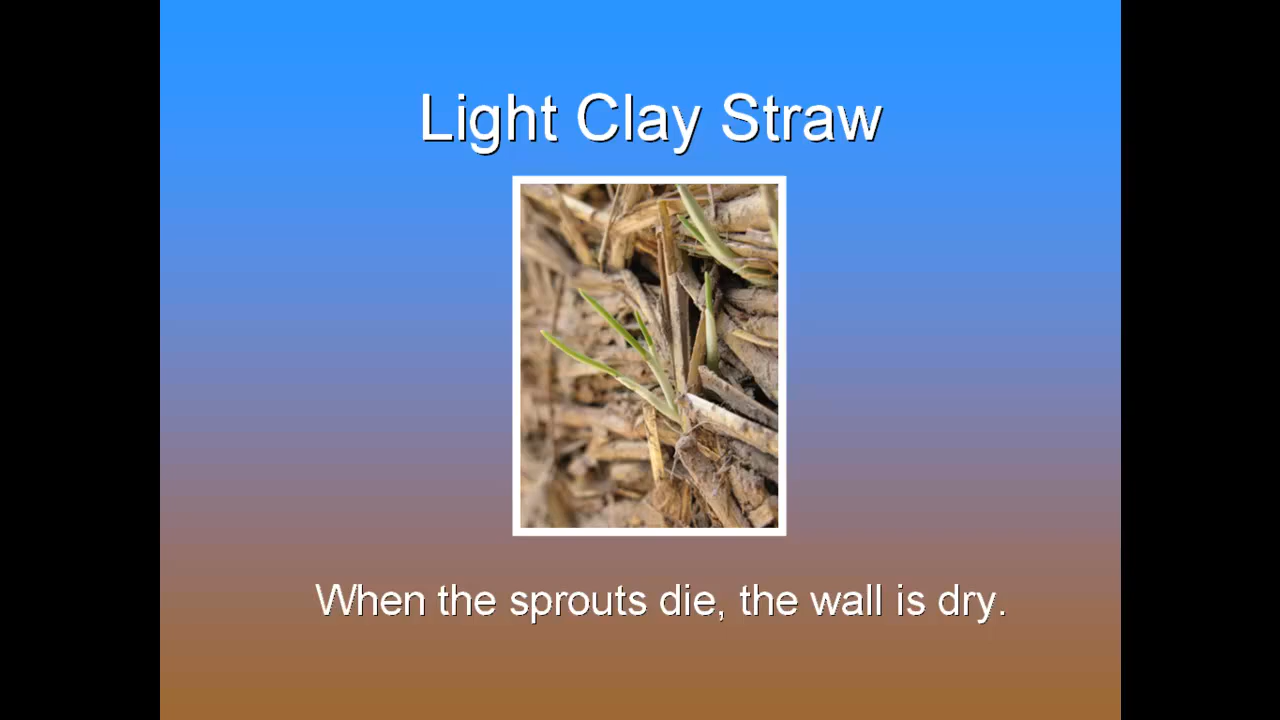 Light Clay Straw
When the sprouts die, the wall is dry.